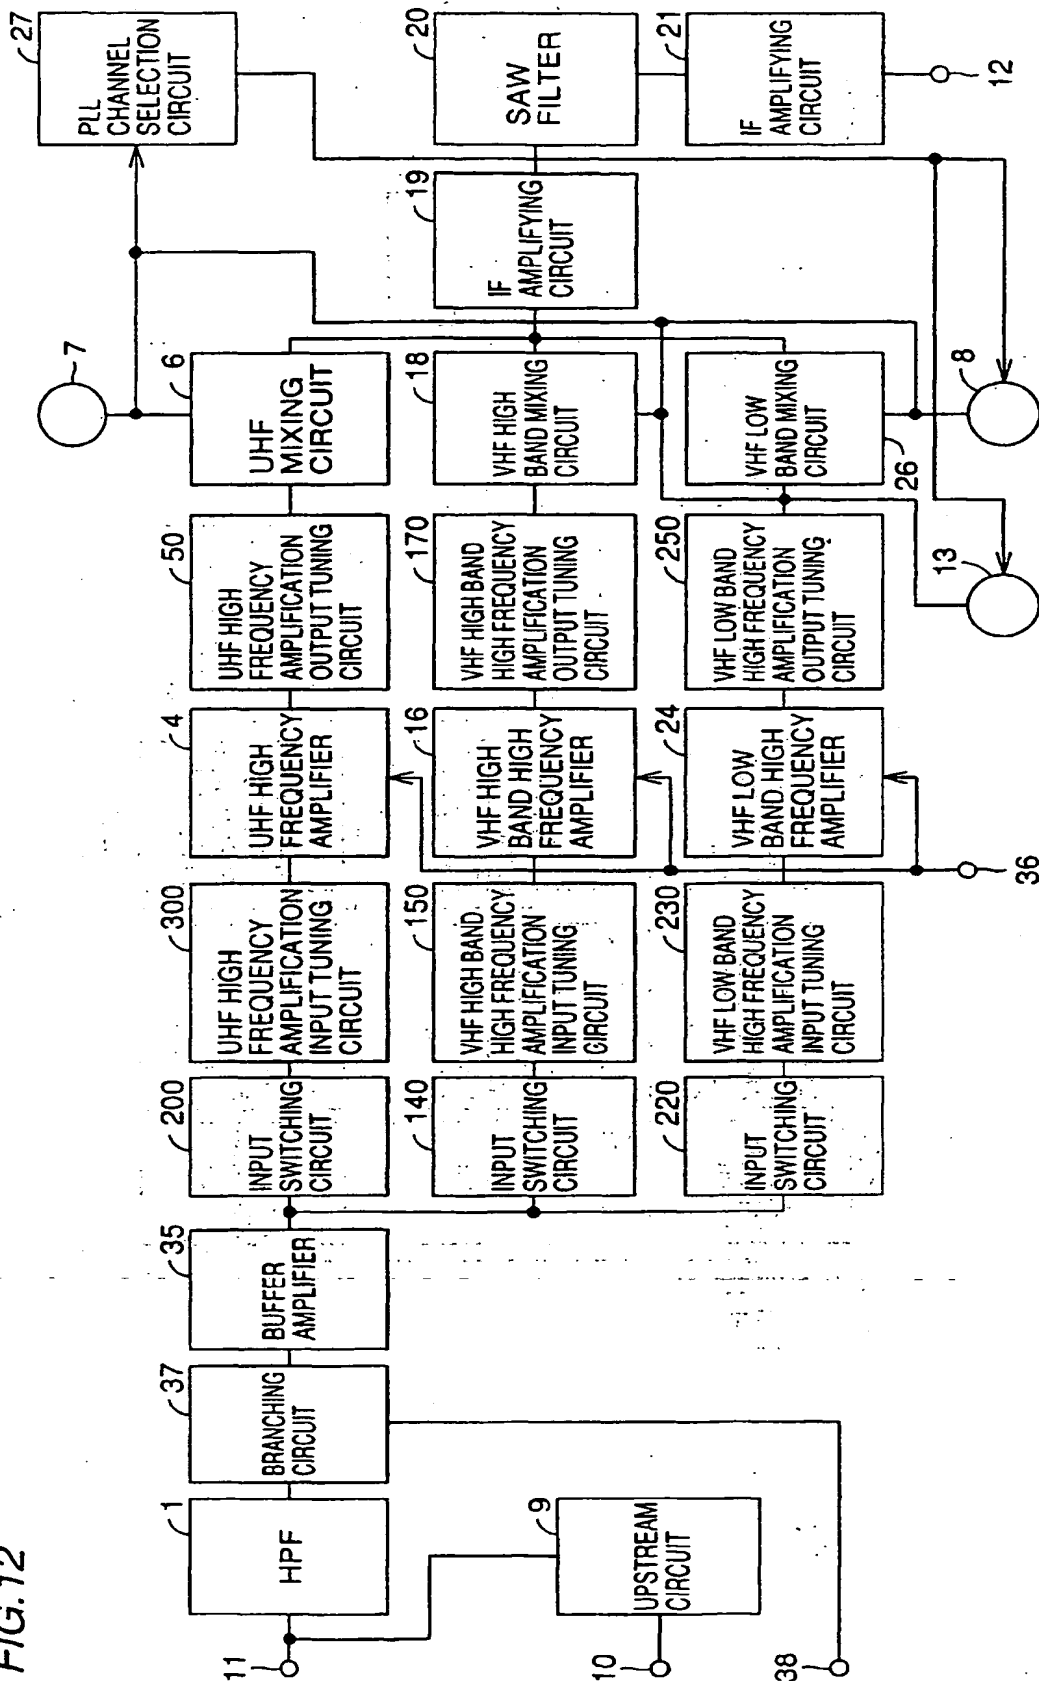 FIG.12
11
1
HPF
37
BRANCHING
CIRCUIT
35
BUFFER
AMPLIFIER
200
INPUT
SWITCHING
CIRCUIT
300
UHF HIGH
FREQUENCY
AMPLIFICATION
INPUT TUNING
CIRCUIT
4
UHF HIGH
FREQUENCY
AMPLIFIER
50
UHF HIGH
FREQUENCY
AMPLIFICATION
OUTPUT TUNING
CIRCUIT
6
UHF
MIXING
CIRCUIT
7
27
PLL
CHANNEL
SELECTION
CIRCUIT
140
INPUT
SWITCHING
CIRCUIT
150
VHF HIGH BAND
HIGH FREQUENCY
AMPLIFICATION
INPUT TUNING
CIRCUIT
16
VHF HIGH
BAND HIGH
FREQUENCY
AMPLIFIER
170
VHF HIGH BAND
HIGH FREQUENCY
AMPLIFICATION
OUTPUT TUNING
CIRCUIT
18
VHF HIGH
BAND MIXING
CIRCUIT
19
IF
AMPLIFYING
CIRCUIT
20
SAW
FILTER
10
9
UPSTREAM
CIRCUIT
220
INPUT
SWITCHING
CIRCUIT
230
VHF LOW BAND
HIGH FREQUENCY
AMPLIFICATION
INPUT TUNING
CIRCUIT
24
VHF LOW
BAND HIGH
FREQUENCY
AMPLIFIER
250
VHF LOW BAND
HIGH FREQUENCY
AMPLIFICATION
OUTPUT TUNING
CIRCUIT
VHF LOW
BAND MIXING
CIRCUIT
26
21
IF
AMPLIFYING
CIRCUIT
12
38
36
13
8